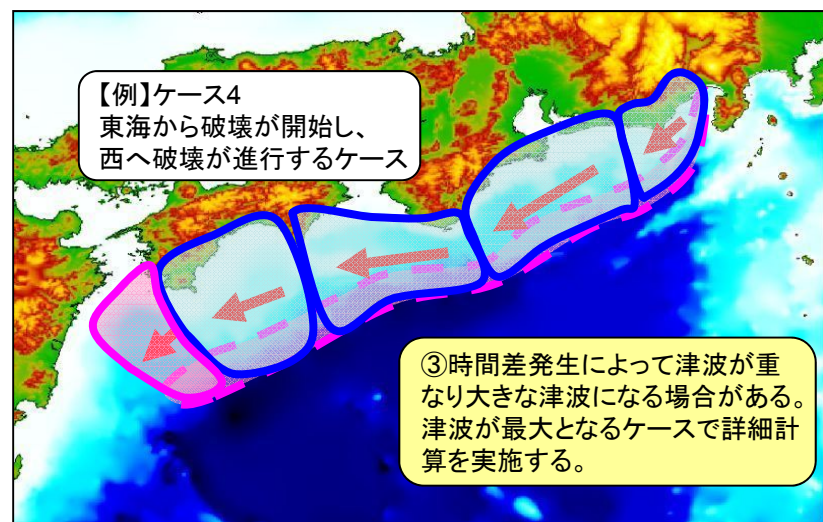 【例】ケース4
東海から破壊が開始し、
西へ破壊が進行するケース
③時間差発生によって津波が重
なり大きな津波になる場合がある。
津波が最大となるケースで詳細計
算を実施する。